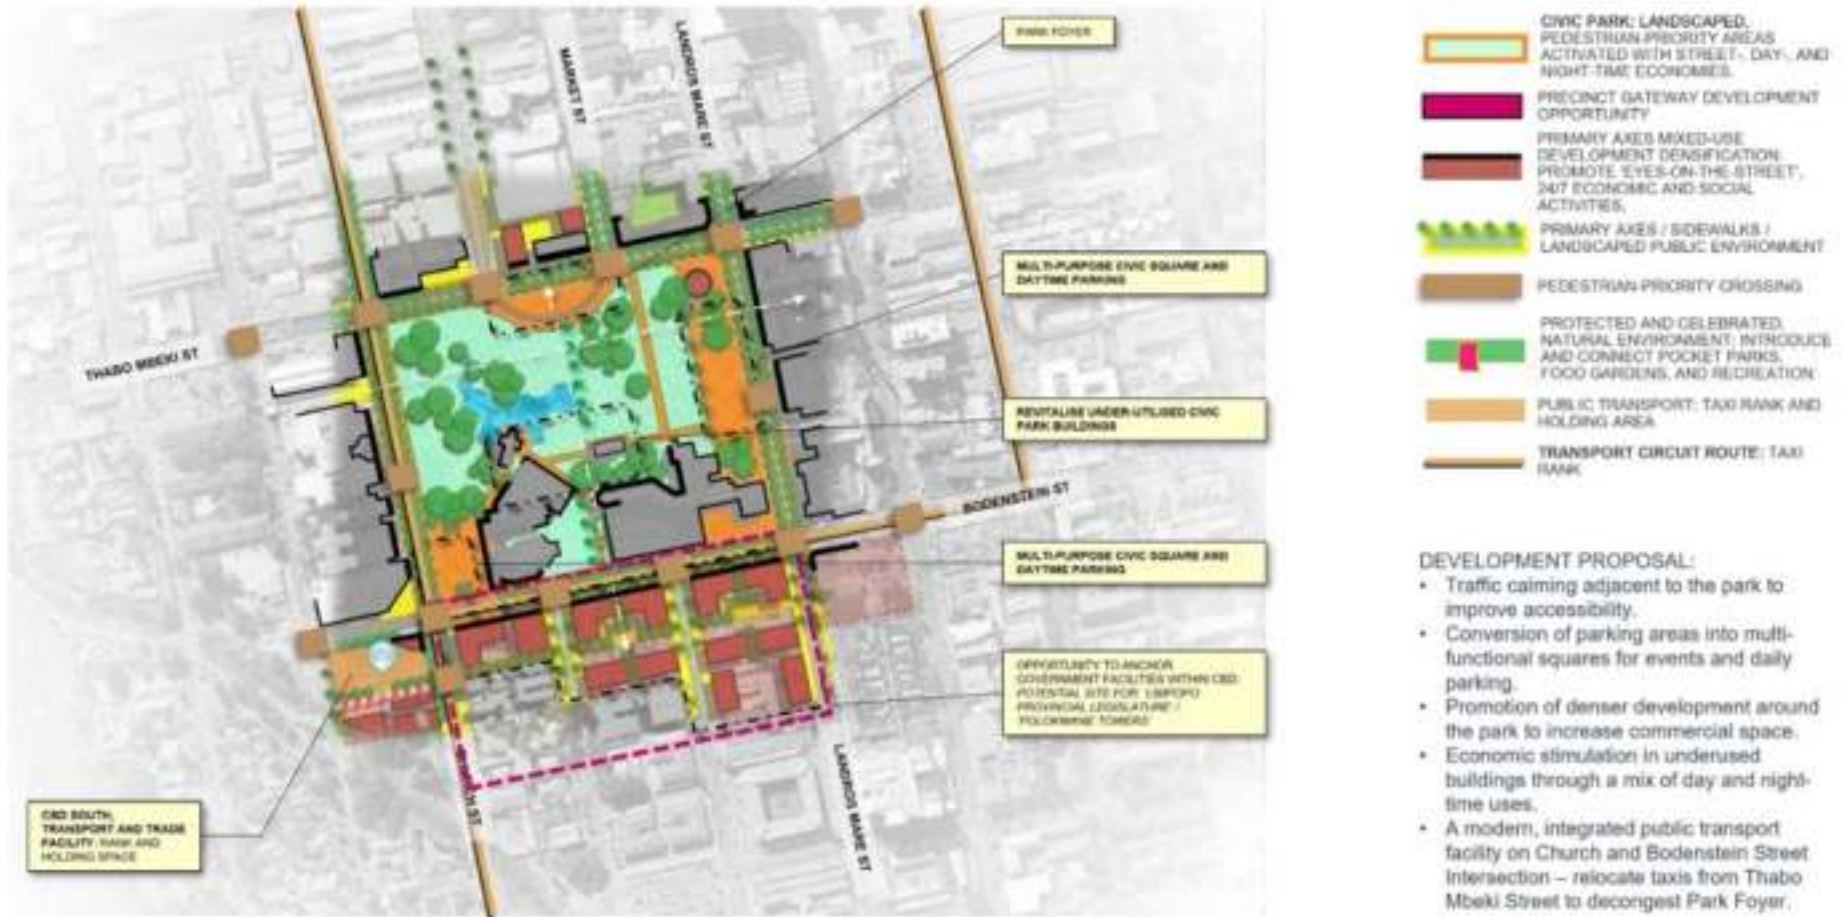 PARK FOYER
MARKET ST
LANDROS MARE ST
MULTI-PURPOSE CIVIC SQUARE AND
DAYTIME PARKING
THABO MBEKI ST
REVITALISE UNDER-UTILISED CIVIC
PARK BUILDINGS
BODENSTEIN ST
MULTI-PURPOSE CIVIC SQUARE AND
DAYTIME PARKING
OPPORTUNITY TO ANCHOR
GOVERNMENT FACILITIES WITHIN CBD:
POTENTIAL SITE FOR 'LIMPOPO
PROVINCIAL LEGISLATURE /
'POLOKWANE TOWERS'
LANDROS MARE ST
ST
CBD SOUTH,
TRANSPORT AND TRADE
FACILITY: RANK AND
HOLDING SPACE
CIVIC PARK: LANDSCAPED,
PEDESTRIAN-PRIORITY AREAS
ACTIVATED WITH STREET-, DAY-, AND
NIGHT-TIME ECONOMIES.
PRECINCT GATEWAY DEVELOPMENT
OPPORTUNITY
PRIMARY AXES MIXED-USE
DEVELOPMENT DENSIFICATION:
PROMOTE 'EYES-ON-THE-STREET',
24/7 ECONOMIC AND SOCIAL
ACTIVITIES.
PRIMARY AXES / SIDEWALKS /
LANDSCAPED PUBLIC ENVIRONMENT
PEDESTRIAN-PRIORITY CROSSING
PROTECTED AND CELEBRATED,
NATURAL ENVIRONMENT: INTRODUCE
AND CONNECT POCKET PARKS,
FOOD GARDENS, AND RECREATION
PUBLIC TRANSPORT: TAXI RANK AND
HOLDING AREA
TRANSPORT CIRCUIT ROUTE: TAXI
RANK
DEVELOPMENT PROPOSAL:
• Traffic calming adjacent to the park to
improve accessibility.
• Conversion of parking areas into multi-
functional squares for events and daily
parking.
• Promotion of denser development around
the park to increase commercial space.
• Economic stimulation in underused
buildings through a mix of day and night-
time uses.
• A modern, integrated public transport
facility on Church and Bodenstein Street
Intersection – relocate taxis from Thabo
Mbeki Street to decongest Park Foyer.